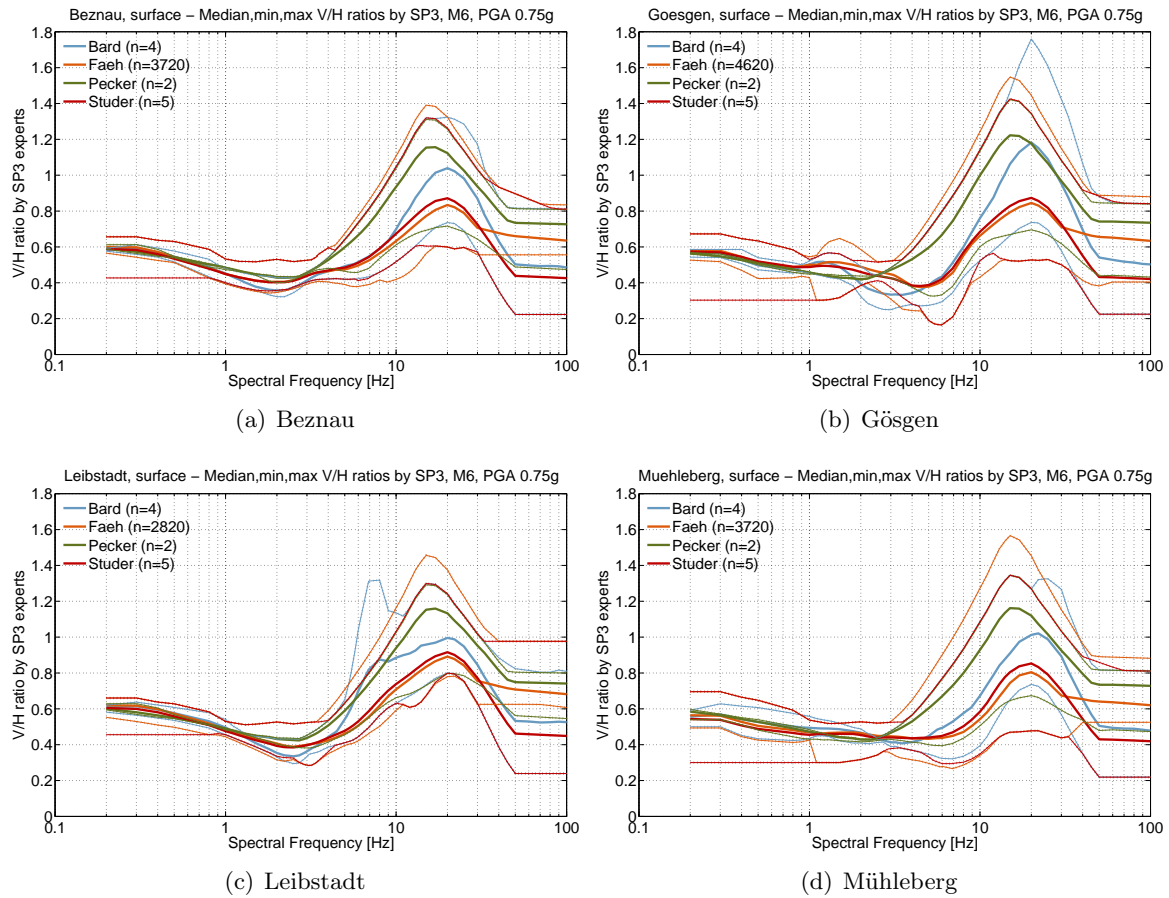 Beznau, surface − Median,min,max V/H ratios by SP3, M6, PGA 0.75g
1.8
1.6
1.4
1.2
1
0.8
0.6
0.4
0.2
0
V/H ratio by SP3 experts
Bard (n=4)
Faeh (n=3720)
Pecker (n=2)
Studer (n=5)
0.1 1 10 100
Spectral Frequency [Hz]
(a) Beznau
Goesgen, surface − Median,min,max V/H ratios by SP3, M6, PGA 0.75g
1.8
1.6
1.4
1.2
1
0.8
0.6
0.4
0.2
0
V/H ratio by SP3 experts
Bard (n=4)
Faeh (n=4620)
Pecker (n=2)
Studer (n=5)
0.1 1 10 100
Spectral Frequency [Hz]
(b) Gösgen
Leibstadt, surface − Median,min,max V/H ratios by SP3, M6, PGA 0.75g
1.8
1.6
1.4
1.2
1
0.8
0.6
0.4
0.2
0
V/H ratio by SP3 experts
Bard (n=4)
Faeh (n=2820)
Pecker (n=2)
Studer (n=5)
0.1 1 10 100
Spectral Frequency [Hz]
(c) Leibstadt
Muehleberg, surface − Median,min,max V/H ratios by SP3, M6, PGA 0.75g
1.8
1.6
1.4
1.2
1
0.8
0.6
0.4
0.2
0
V/H ratio by SP3 experts
Bard (n=4)
Faeh (n=3720)
Pecker (n=2)
Studer (n=5)
0.1 1 10 100
Spectral Frequency [Hz]
(d) Mühleberg